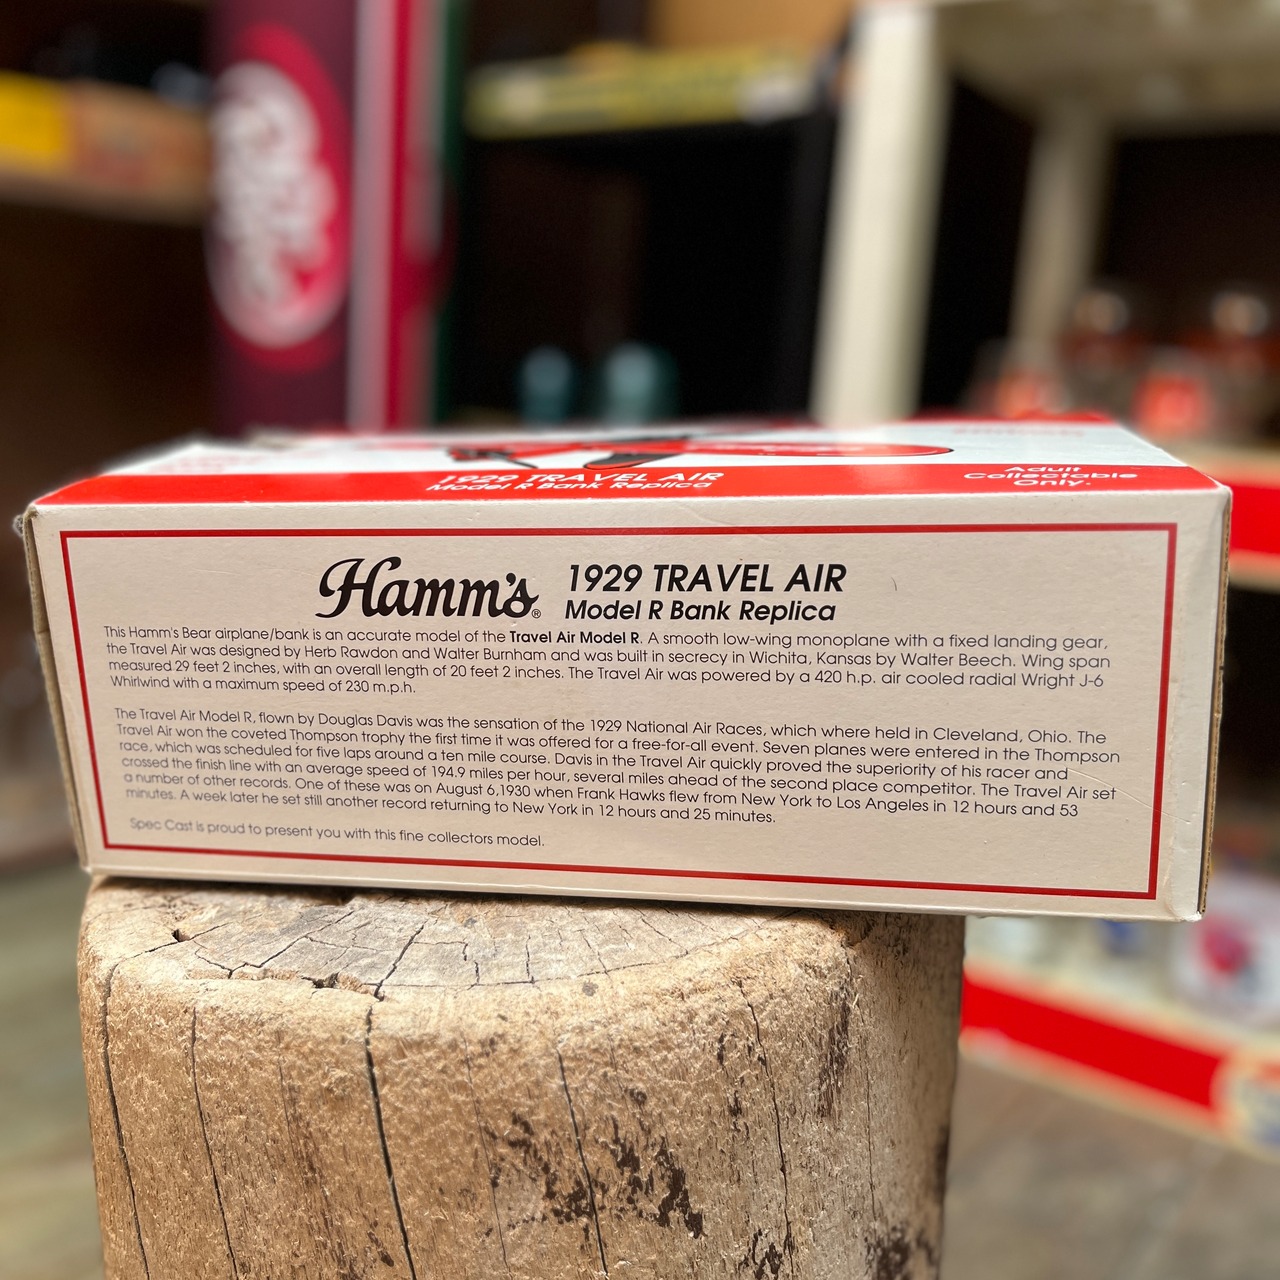 Dr Pepper
1929 TRAVEL AIR
Model R Bank Replica
Adult
Collectable
Only.
Hamm's® 1929 TRAVEL AIR
Model R Bank Replica
This Hamm's Bear airplane/bank is an accurate model of the Travel Air Model R. A smooth low-wing monoplane with a fixed landing gear,
the Travel Air was designed by Herb Rawdon and Walter Burnham and was built in secrecy in Wichita, Kansas by Walter Beech. Wing span
measured 29 feet 2 inches, with an overall length of 20 feet 2 inches. The Travel Air was powered by a 420 h.p. air cooled radial Wright J-6
Whirlwind with a maximum speed of 230 m.p.h.
The Travel Air Model R, flown by Douglas Davis was the sensation of the 1929 National Air Races, which where held in Cleveland, Ohio. The
Travel Air won the coveted Thompson trophy the first time it was offered for a free-for-all event. Seven planes were entered in the Thompson
race, which was scheduled for five laps around a ten mile course. Davis in the Travel Air quickly proved the superiority of his racer and
crossed the finish line with an average speed of 194.9 miles per hour, several miles ahead of the second place competitor. The Travel Air set
a number of other records. One of these was on August 6,1930 when Frank Hawks flew from New York to Los Angeles in 12 hours and 53
minutes. A week later he set still another record returning to New York in 12 hours and 25 minutes.
Spec Cast is proud to present you with this fine collectors model.